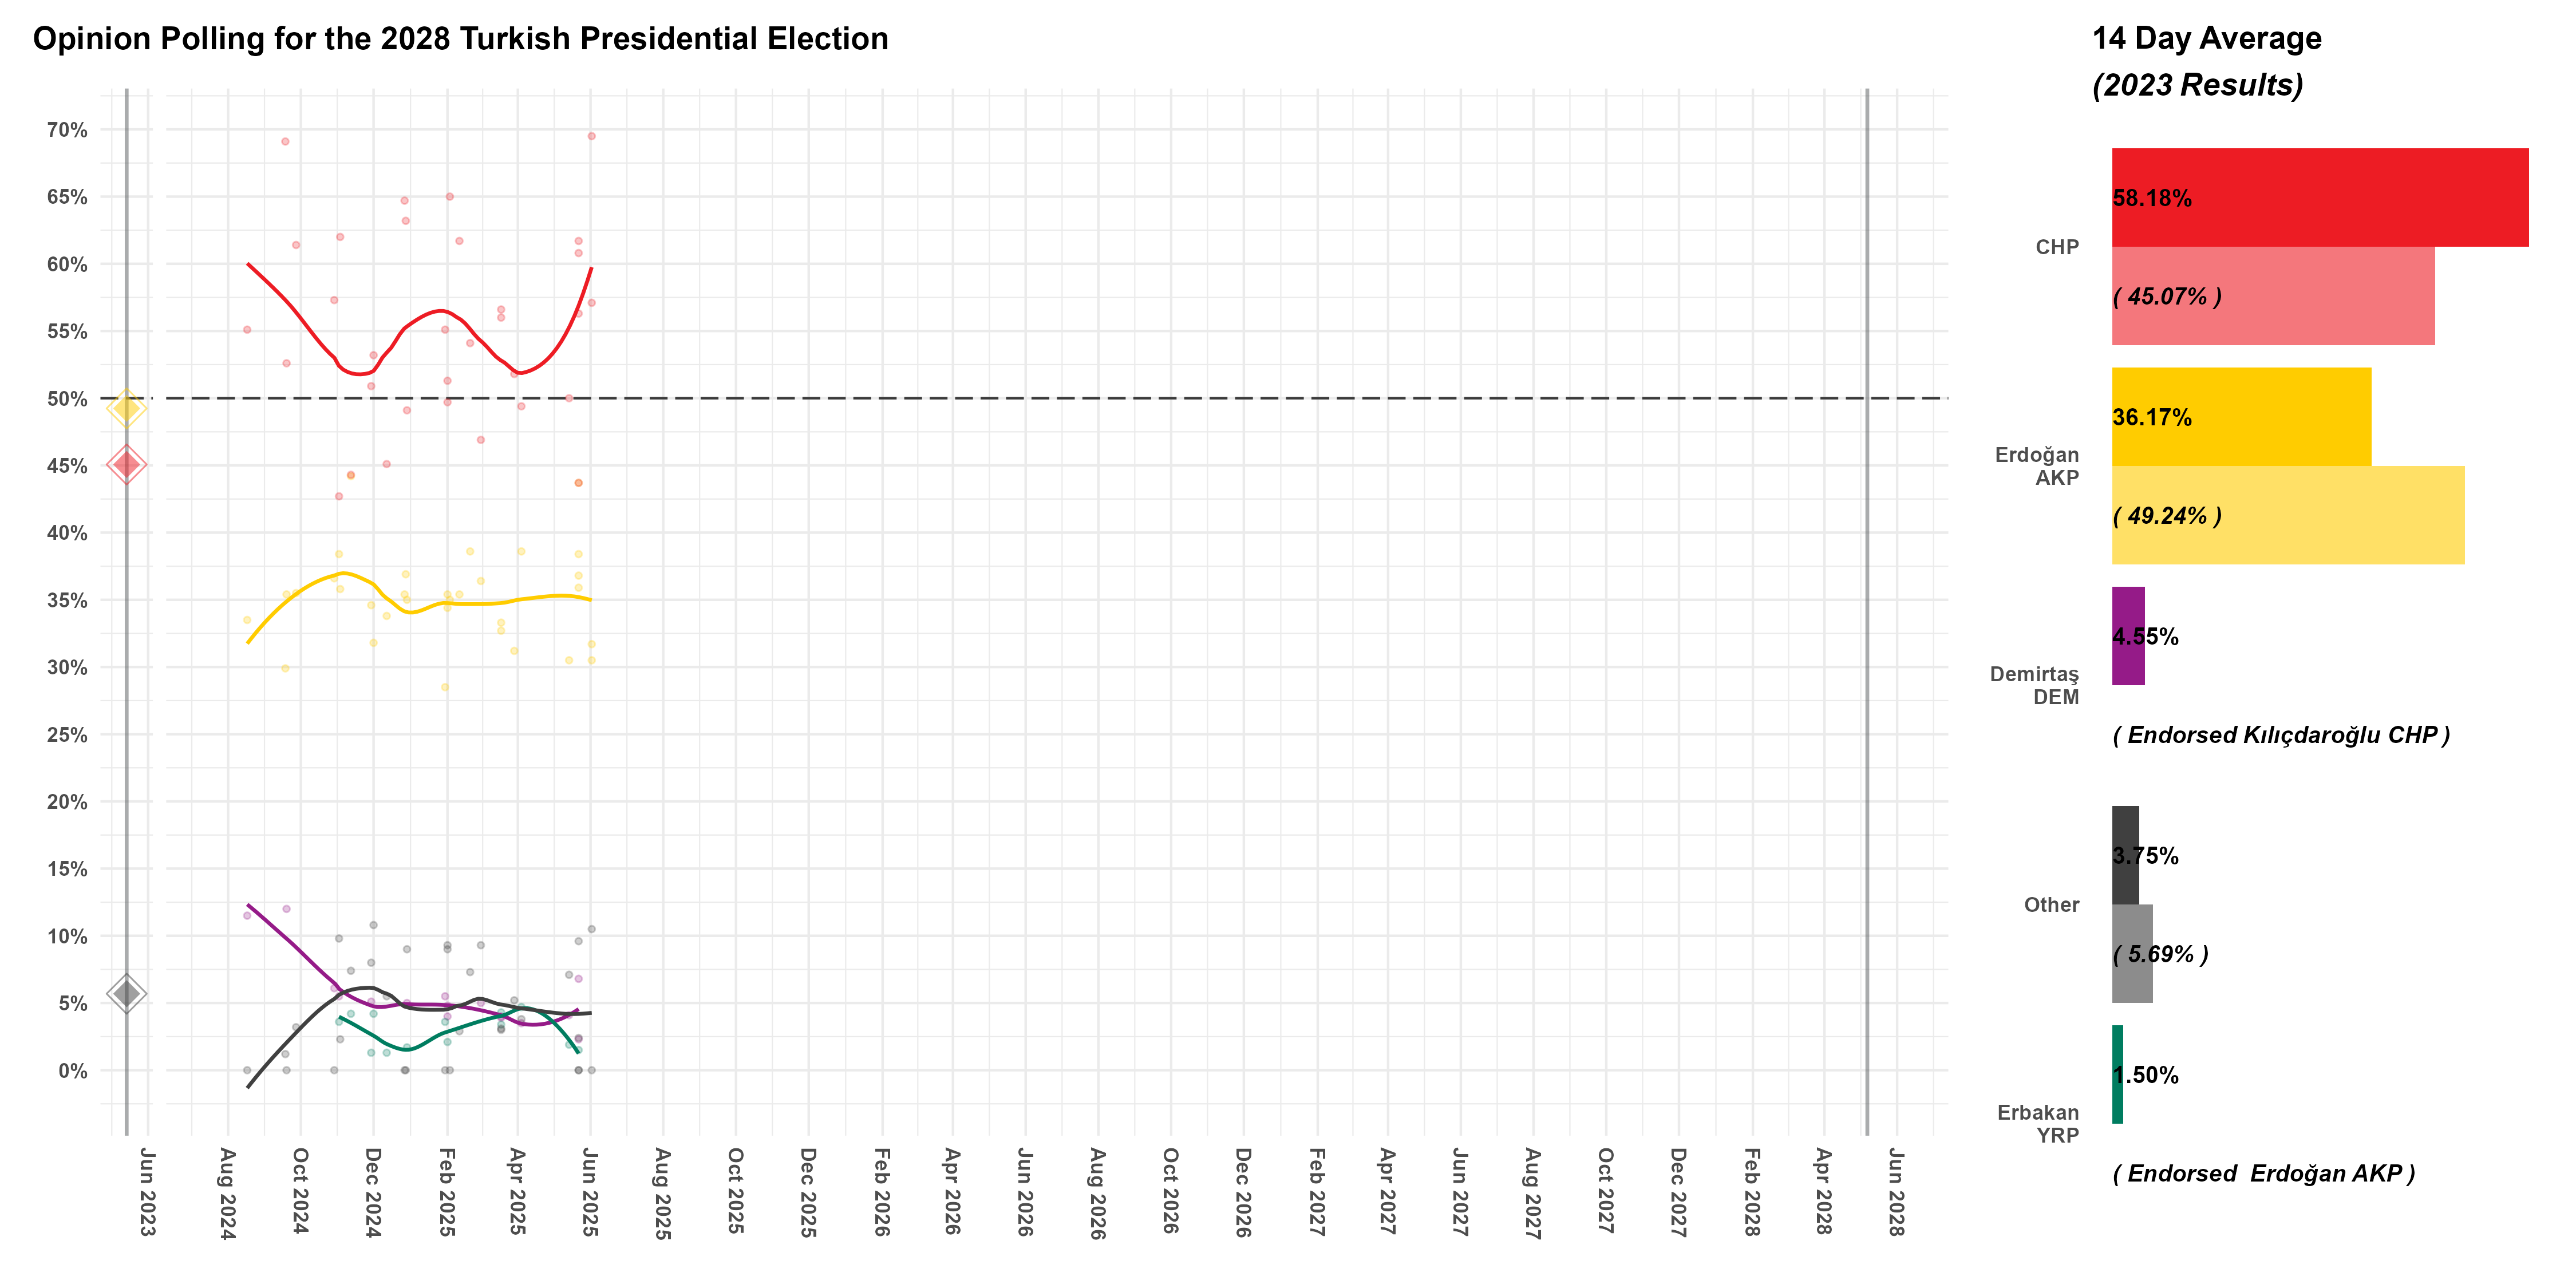 Opinion Polling for the 2028 Turkish Presidential Election
70%
65%
60%
55%
50%
45%
40%
35%
30%
25%
20%
15%
10%
5%
0%
Jun 2023
Aug 2024
Oct 2024
Dec 2024
Feb 2025
Apr 2025
Jun 2025
Aug 2025
Oct 2025
Dec 2025
Feb 2026
Apr 2026
Jun 2026
Aug 2026
Oct 2026
Dec 2026
Feb 2027
Apr 2027
Jun 2027
Aug 2027
Oct 2027
Dec 2027
Feb 2028
Apr 2028
Jun 2028
14 Day Average
(2023 Results)
CHP
58.18%
( 45.07% )
Erdoğan
AKP
36.17%
( 49.24% )
Demirtaş
DEM
4.55%
( Endorsed Kılıçdaroğlu CHP )
Other
3.75%
( 5.69% )
Erbakan
YRP
1.50%
( Endorsed Erdoğan AKP )